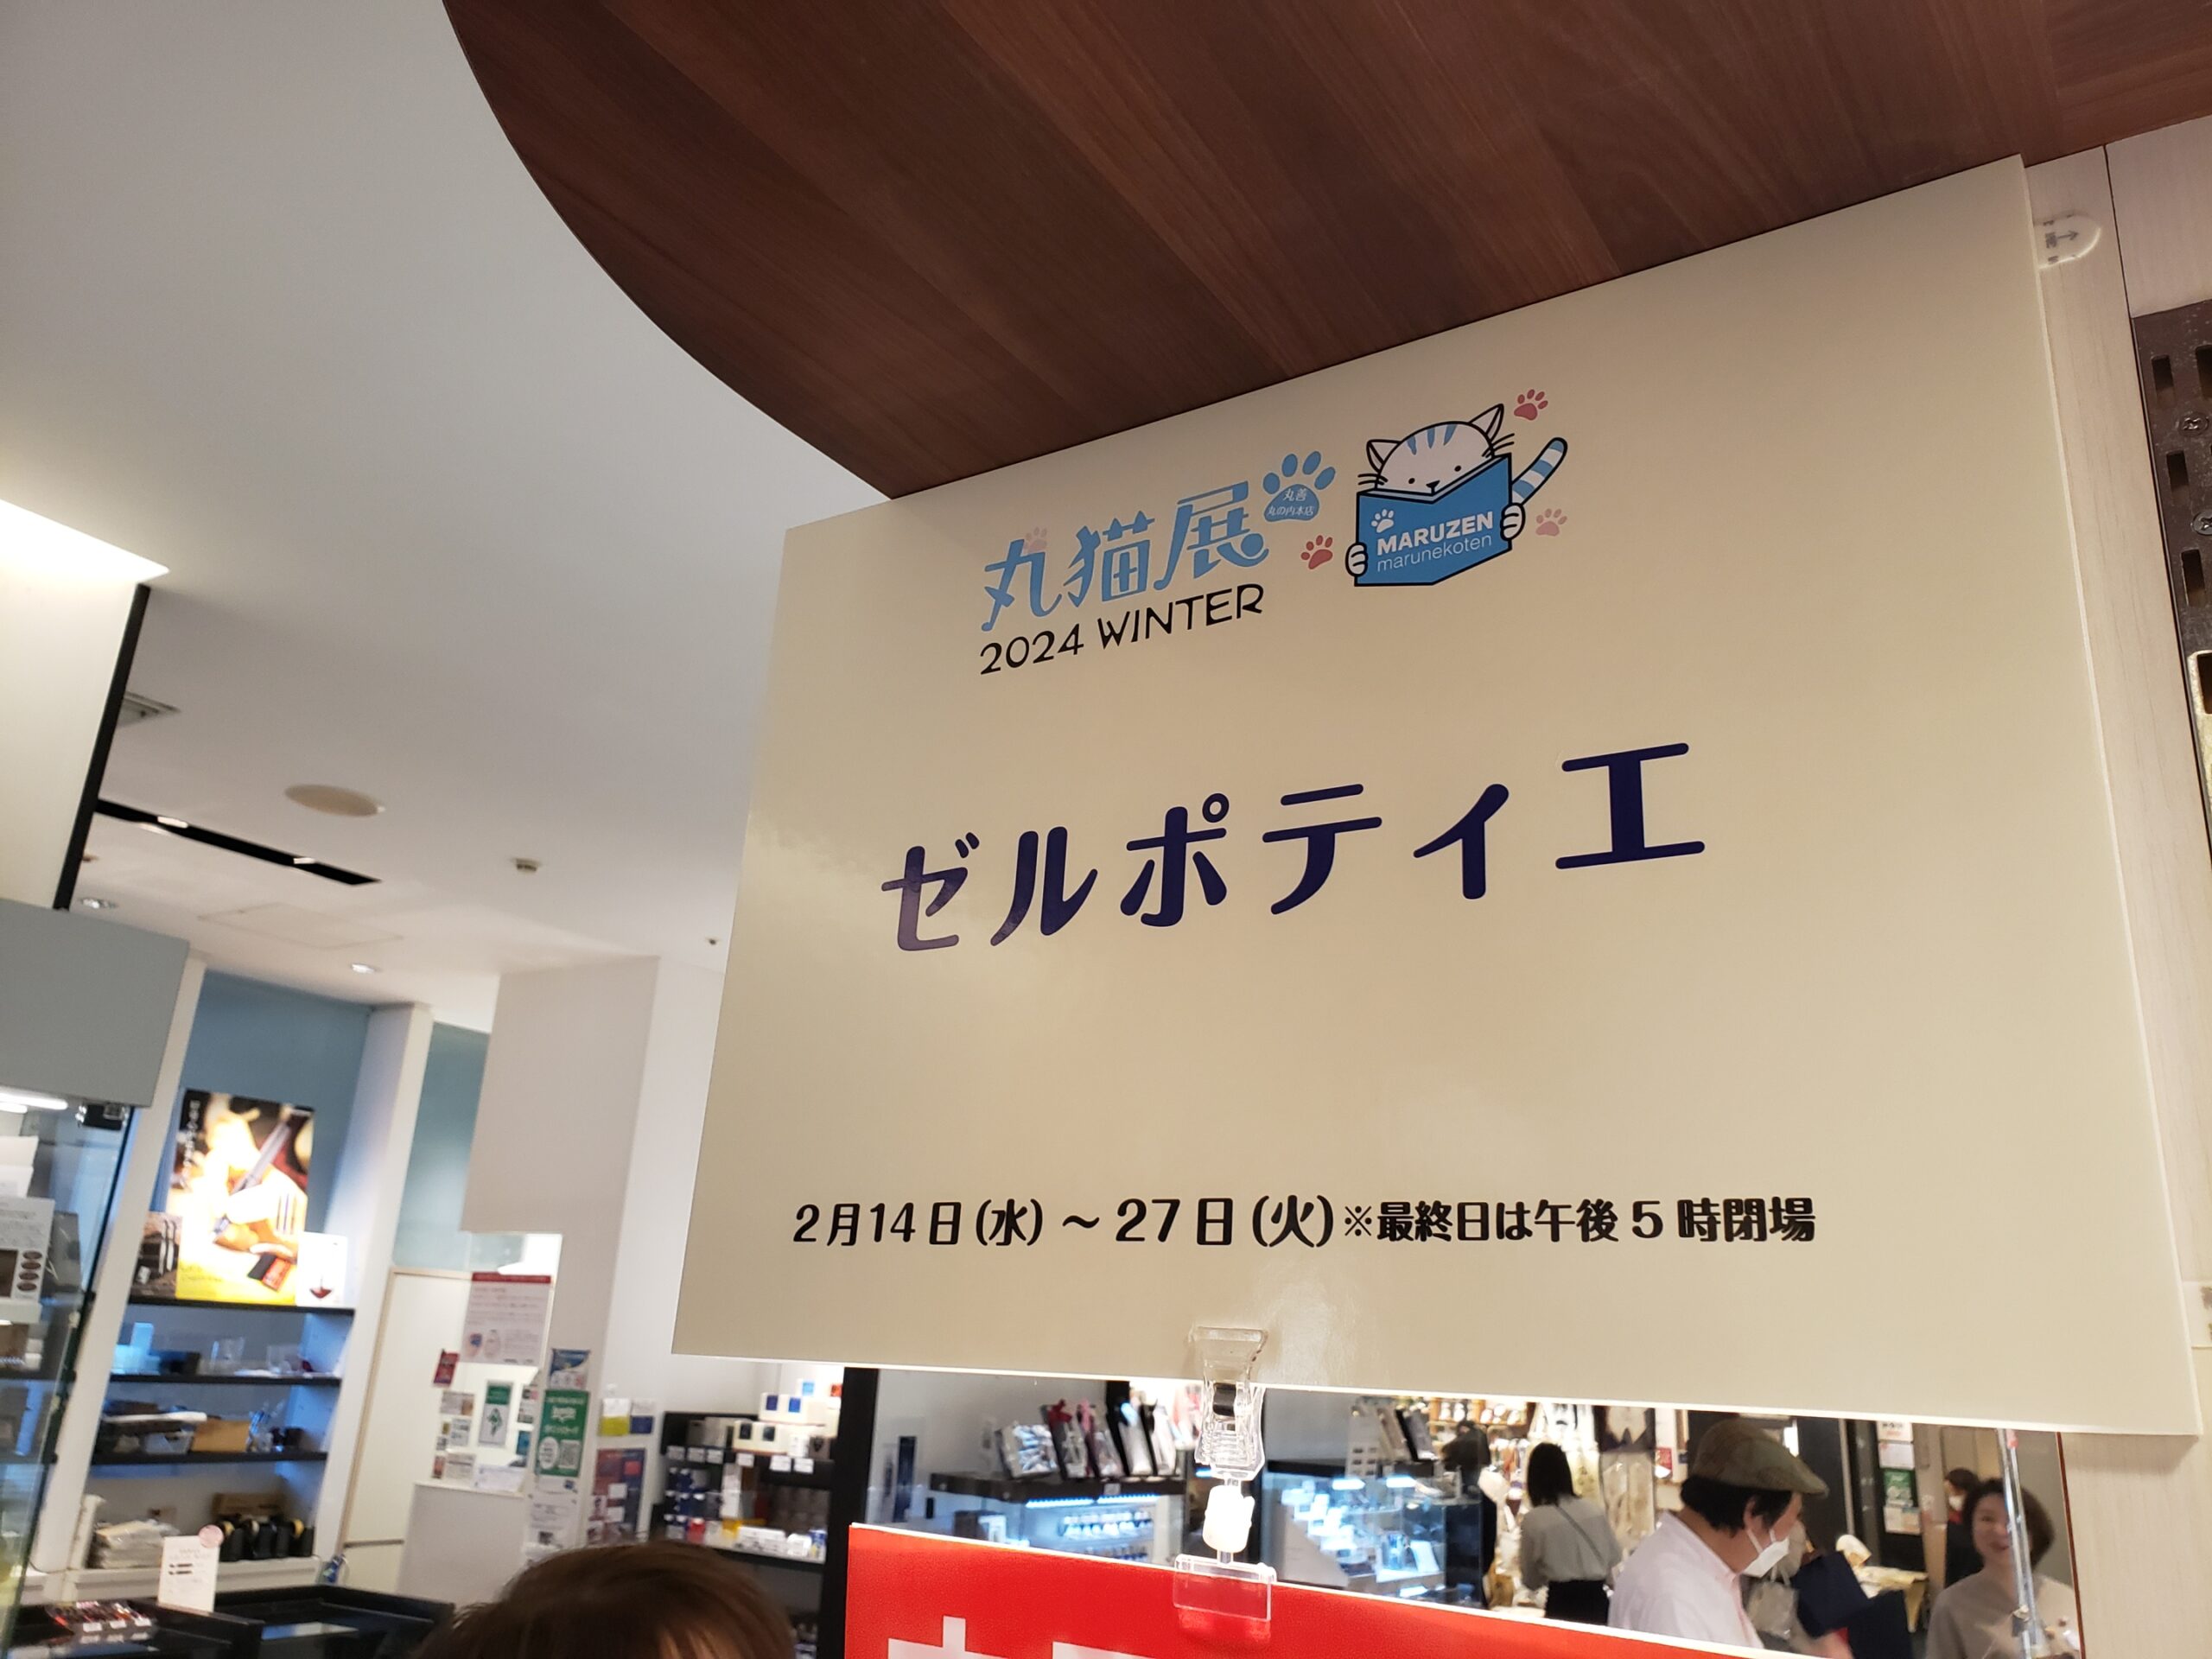 丸猫展
丸善
丸の内本店
2024 WINTER
MARUZEN
marunekoten
ゼルポティエ
2月14日(水)～27日(火)※最終日は午後5時閉場